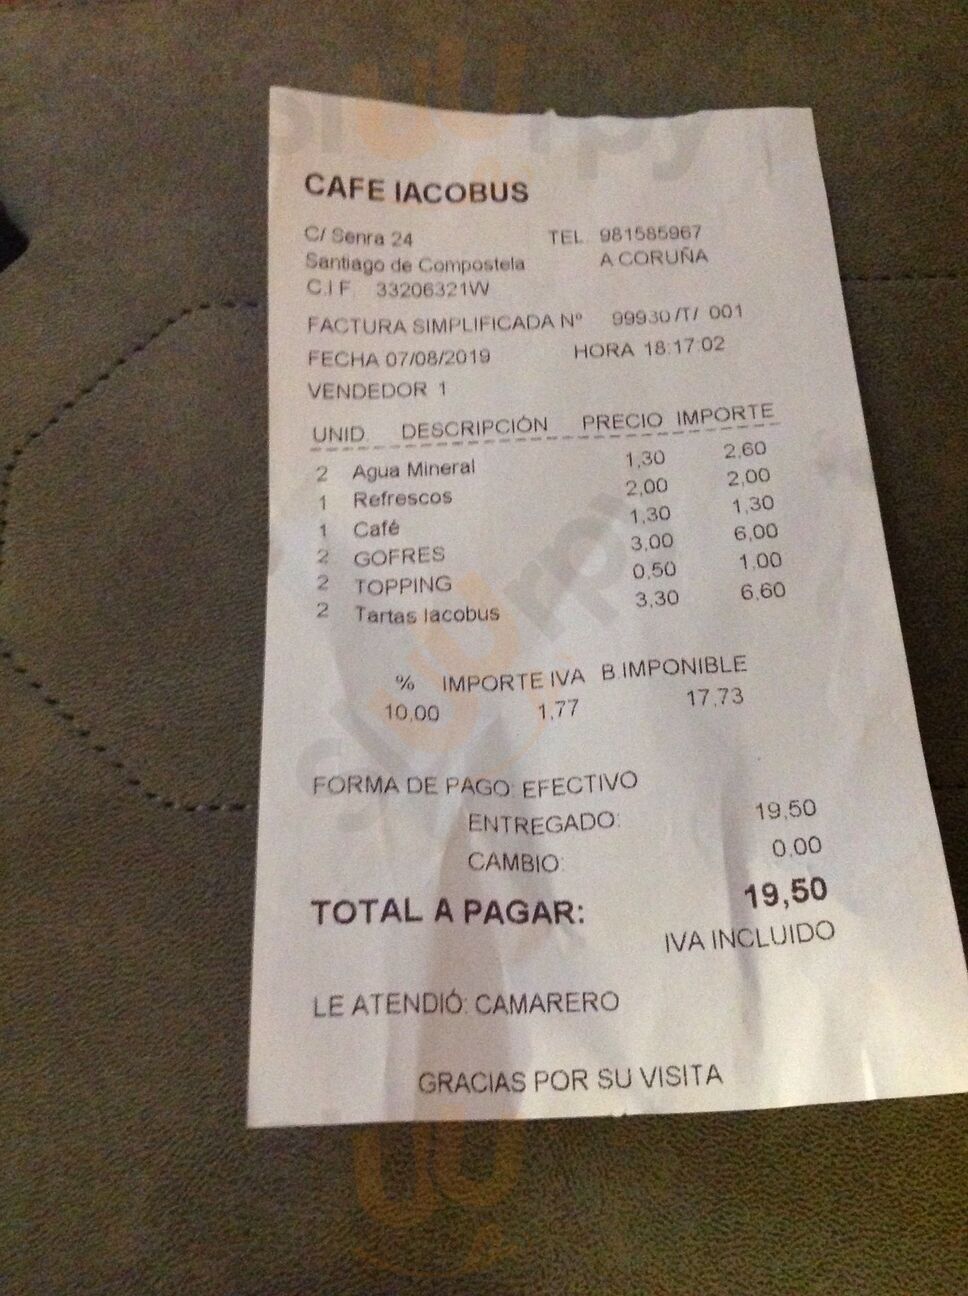 CAFE IACOBUS
C/ Senra 24 TEL. 981585967
Santiago de Compostela A CORUÑA
C.I.F. 33206321W
FACTURA SIMPLIFICADA Nº 99930/T/ 001
FECHA 07/08/2019 HORA 18:17:02
VENDEDOR 1
UNID. DESCRIPCIÓN PRECIO IMPORTE
2 Agua Mineral 1,30 2,60
1 Refrescos 2,00 2,00
1 Café 1,30 1,30
2 GOFRES 3,00 6,00
2 TOPPING 0,50 1,00
2 Tartas Iacobus 3,30 6,60
% IMPORTE IVA B.IMPONIBLE
10,00 1,77 17,73
FORMA DE PAGO: EFECTIVO
ENTREGADO: 19,50
CAMBIO: 0,00
TOTAL A PAGAR: 19,50
IVA INCLUIDO
LE ATENDIÓ: CAMARERO
GRACIAS POR SU VISITA